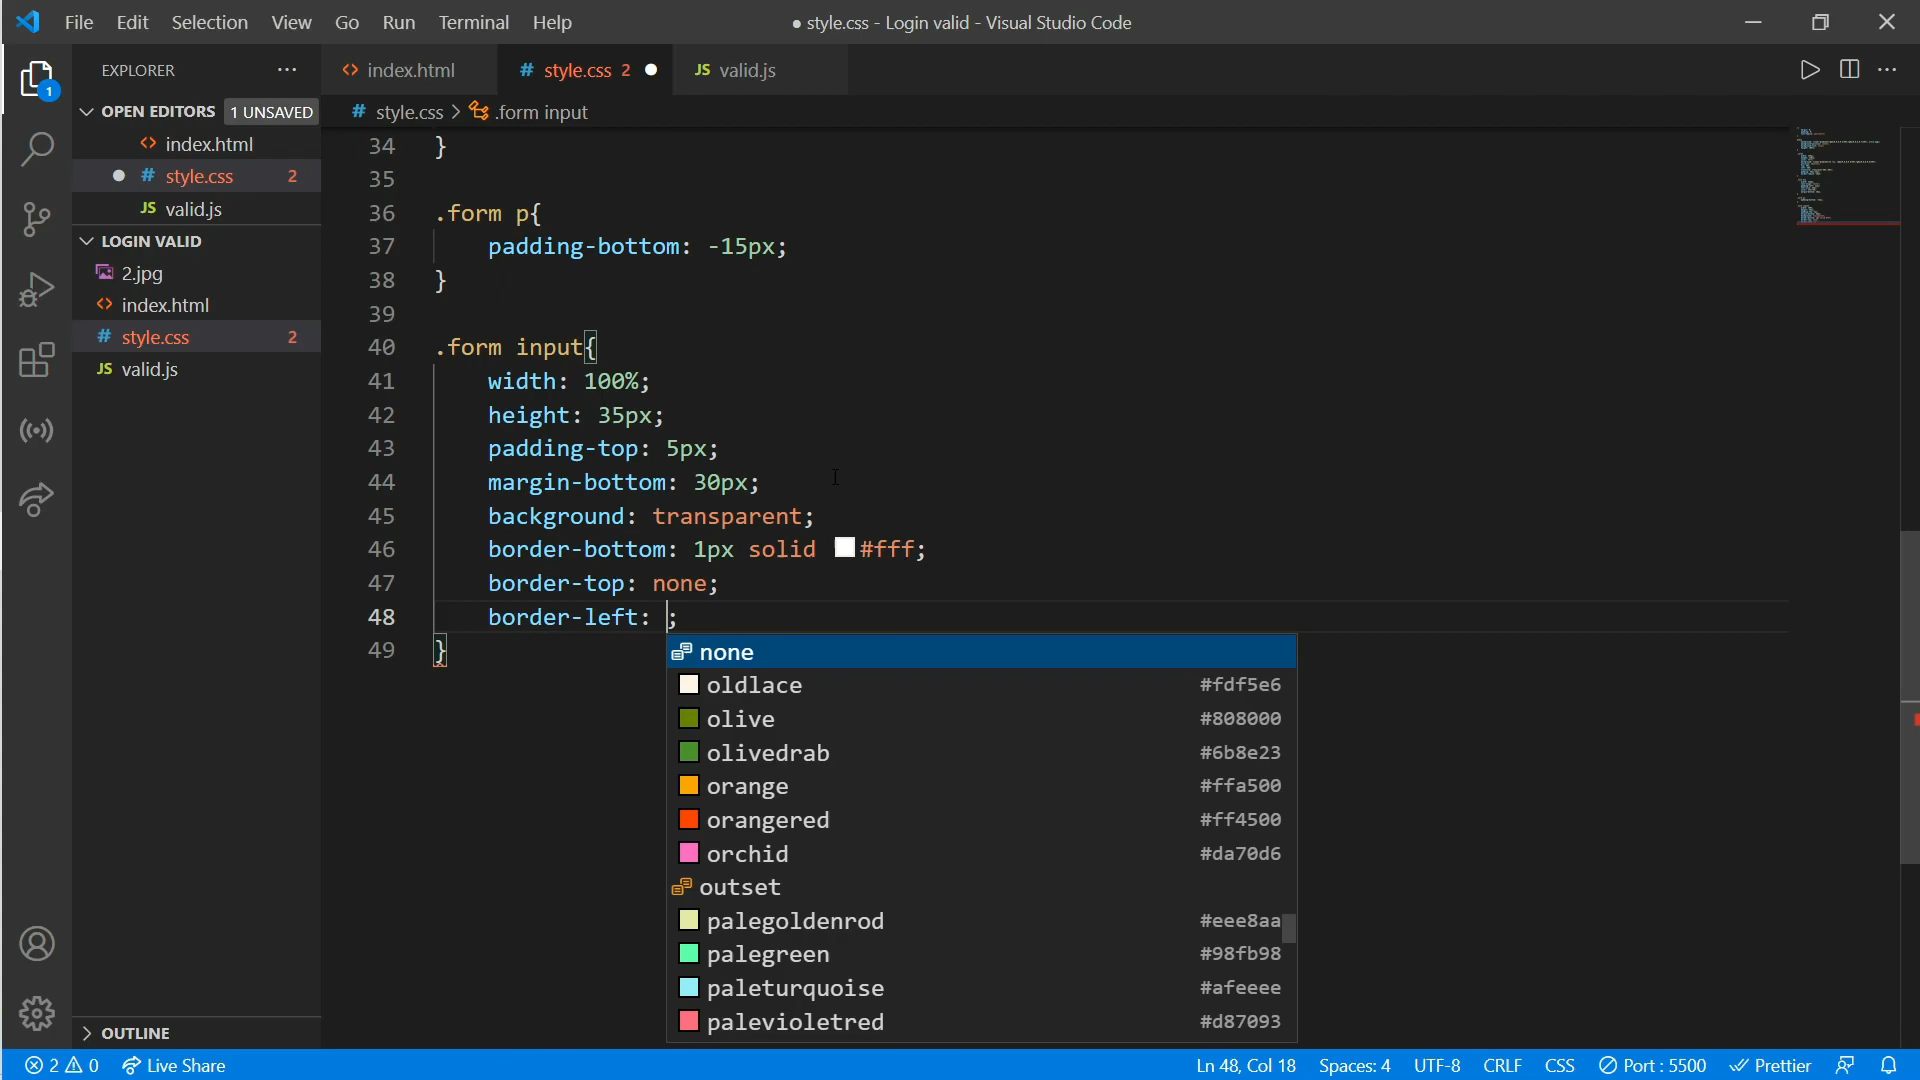 File Edit Selection View Go Run Terminal Help
● style.css - Login valid - Visual Studio Code
EXPLORER ···
index.html
# style.css 2 ●
JS valid.js
1
OPEN EDITORS 1 UNSAVED
index.html
● # style.css 2
JS valid.js
LOGIN VALID
2.jpg
index.html
# style.css 2
JS valid.js
OUTLINE
# style.css > .form input
34 }
35
36 .form p{
37 padding-bottom: -15px;
38 }
39
40 .form input{
41 width: 100%;
42 height: 35px;
43 padding-top: 5px;
44 margin-bottom: 30px;
45 background: transparent;
46 border-bottom: 1px solid #fff;
47 border-top: none;
48 border-left: ;
49 }
none
oldlace #fdf5e6
olive #808000
olivedrab #6b8e23
orange #ffa500
orangered #ff4500
orchid #da70d6
outset
palegoldenrod #eee8aa
palegreen #98fb98
paleturquoise #afeeee
palevioletred #d87093
2 0 Live Share
Ln 48, Col 18 Spaces: 4 UTF-8 CRLF CSS Port : 5500 Prettier